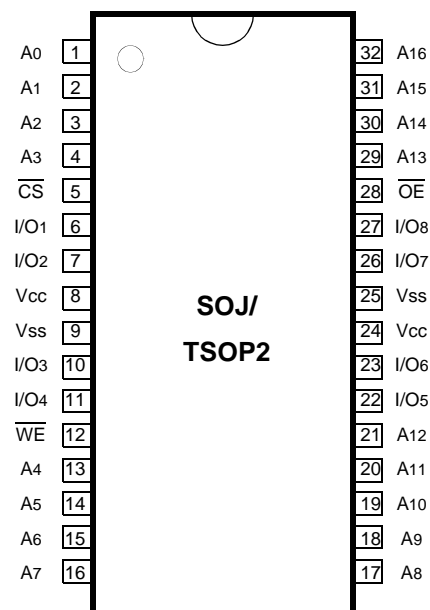 A0 1 32 A16
A1 2 31 A15
A2 3 30 A14
A3 4 29 A13
C̅S̅ 5 28 O̅E̅
I/O1 6 27 I/O8
I/O2 7 26 I/O7
Vcc 8 25 Vss
SOJ/
Vss 9 24 Vcc
TSOP2
I/O3 10 23 I/O6
I/O4 11 22 I/O5
W̅E̅ 12 21 A12
A4 13 20 A11
A5 14 19 A10
A6 15 18 A9
A7 16 17 A8